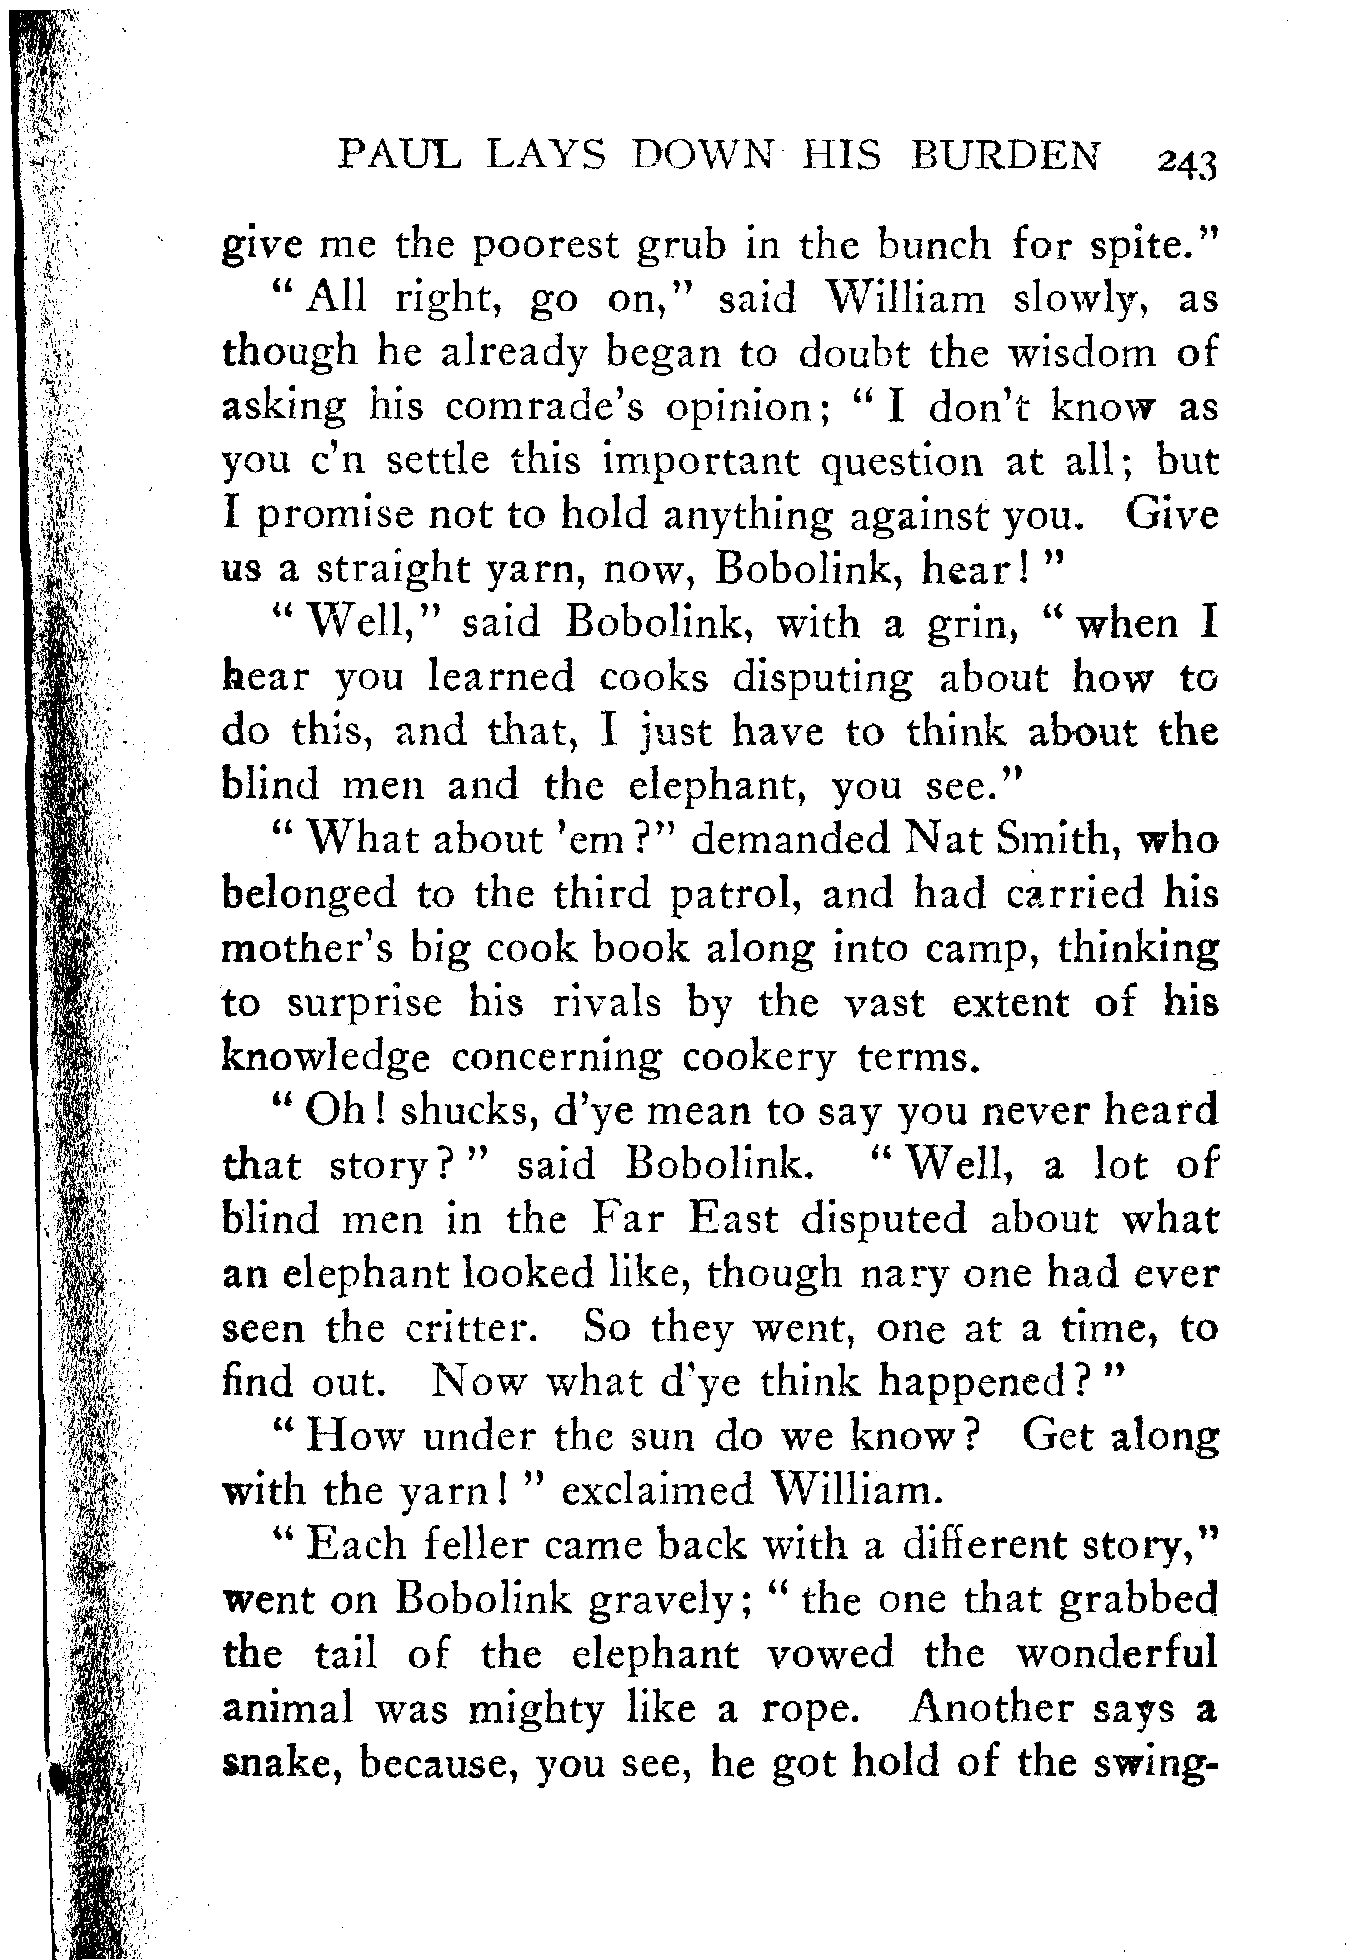 PAUL LAYS DOWN HIS BURDEN 243
give me the poorest grub in the bunch for spite."
" All right, go on," said William slowly, as
though he already began to doubt the wisdom of
asking his comrade's opinion; " I don't know as
you c'n settle this important question at all; but
I promise not to hold anything against you. Give
us a straight yarn, now, Bobolink, hear! "
" Well," said Bobolink, with a grin, " when I
hear you learned cooks disputing about how to
do this, and that, I just have to think about the
blind men and the elephant, you see."
" What about 'em?" demanded Nat Smith, who
belonged to the third patrol, and had carried his
mother's big cook book along into camp, thinking
to surprise his rivals by the vast extent of his
knowledge concerning cookery terms.
" Oh! shucks, d'ye mean to say you never heard
that story? " said Bobolink. " Well, a lot of
blind men in the Far East disputed about what
an elephant looked like, though nary one had ever
seen the critter. So they went, one at a time, to
find out. Now what d'ye think happened? "
" How under the sun do we know? Get along
with the yarn! " exclaimed William.
" Each feller came back with a different story,"
went on Bobolink gravely; " the one that grabbed
the tail of the elephant vowed the wonderful
animal was mighty like a rope. Another says a
snake, because, you see, he got hold of the swing-